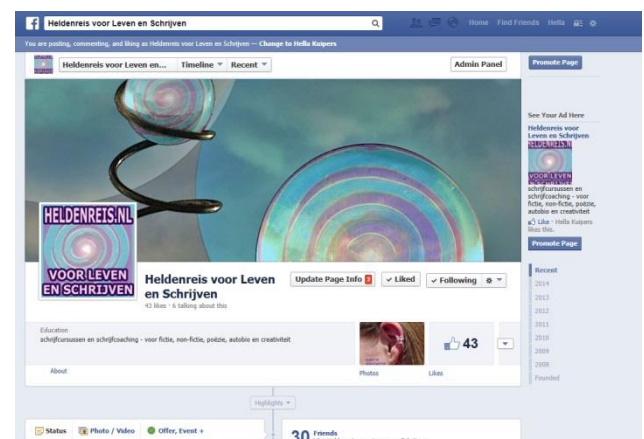 Heldenreis voor Leven en Schrijven
Home Find Friends Hella
You are posting, commenting, and liking as Heldenreis voor Leven en Schrijven — Change to Hella Kuipers
Heldenreis voor Leven en... Timeline Recent Admin Panel
HELDENREIS.NL
VOOR LEVEN
EN SCHRIJVEN
Heldenreis voor Leven
en Schrijven
43 likes · 6 talking about this
Update Page Info Liked Following
Education
schrijfcursussen en schrijfcoaching - voor fictie, non-fictie, poëzie, autobio en creativiteit
About
Photos
43
Likes
Highlights
Status Photo / Video Offer, Event +
30 Friends
Promote Page
See Your Ad Here
Heldenreis voor
Leven en Schrijven
HELDENREIS.NL
VOOR LEVEN
EN SCHRIJVEN
schrijfcursussen en
schrijfcoaching - voor
fictie, non-fictie, poëzie,
autobio en creativiteit
Like · Hella Kuipers
likes this.
Promote Page
Recent
2014
2013
2012
2011
2010
2009
2008
Founded